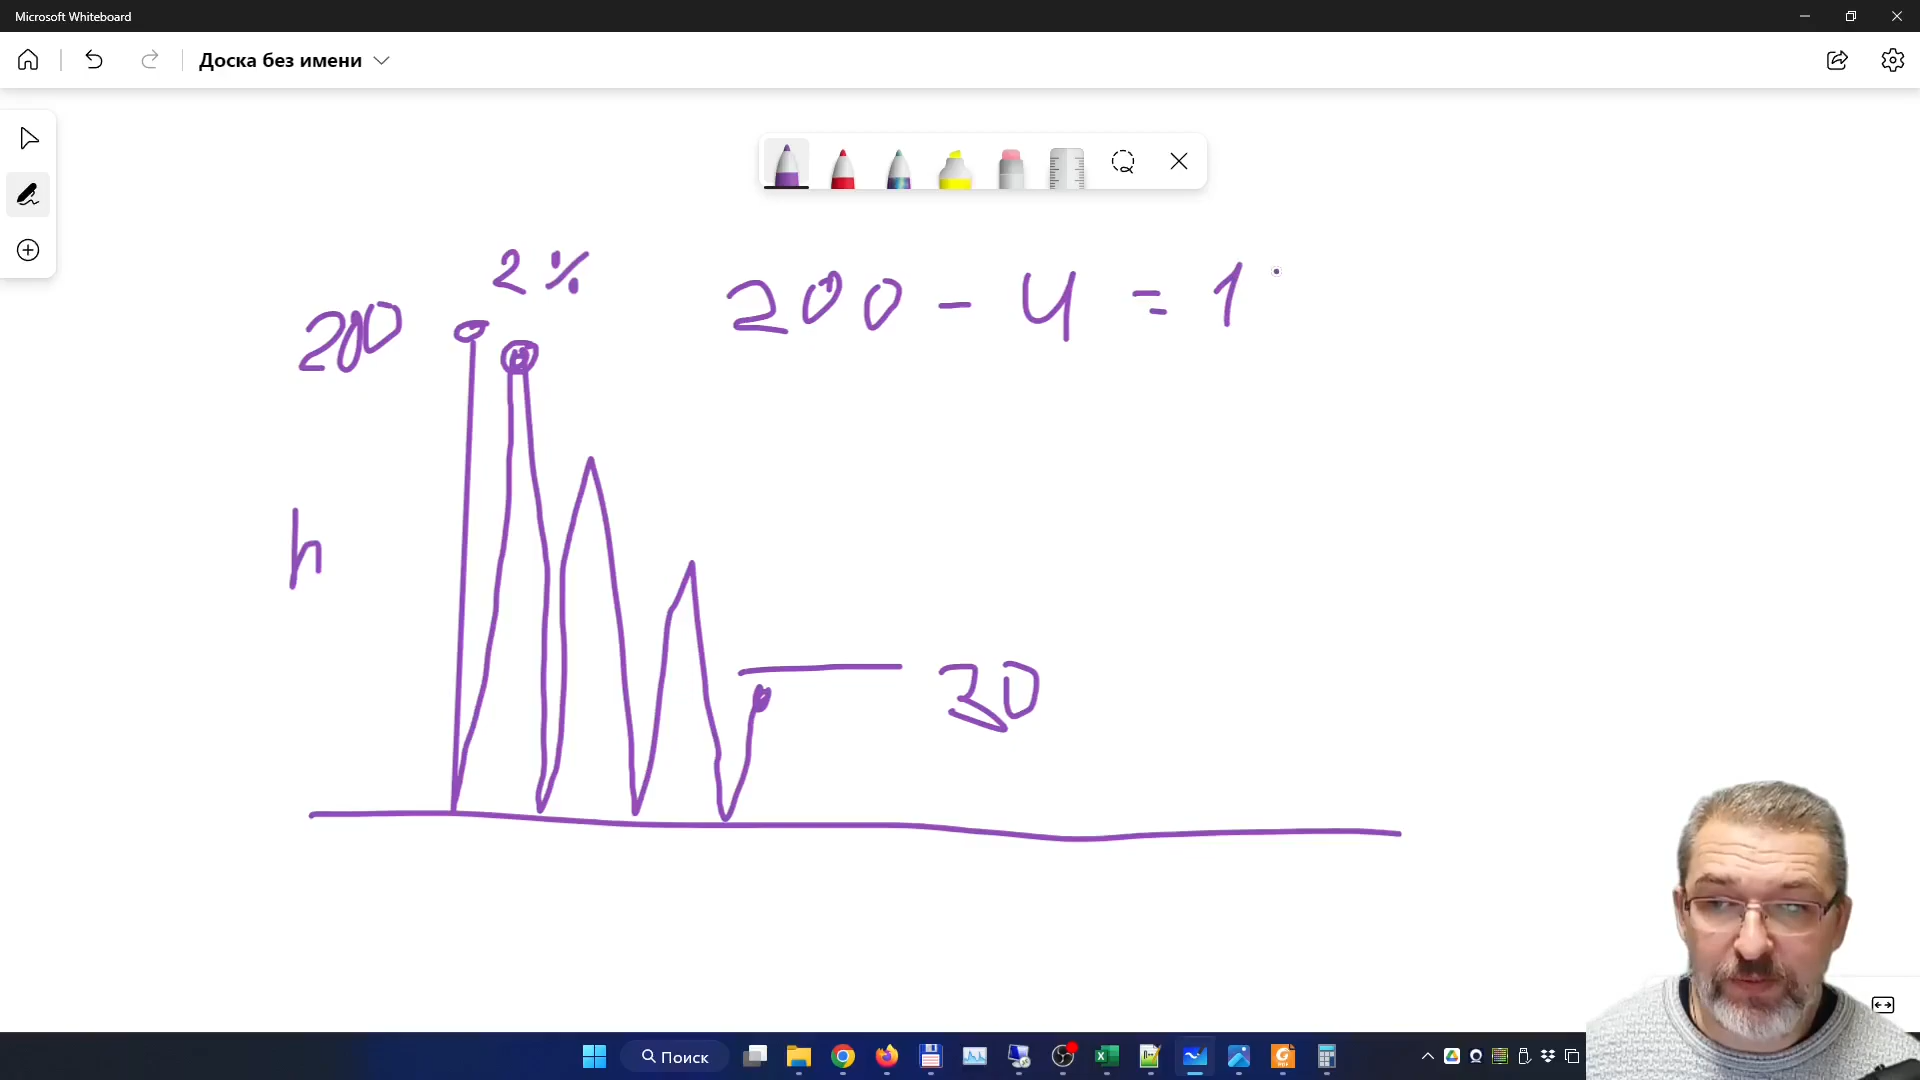 Microsoft Whiteboard
Доска без имени
2 %
200 - 4 = 1
200
h
30
Поиск